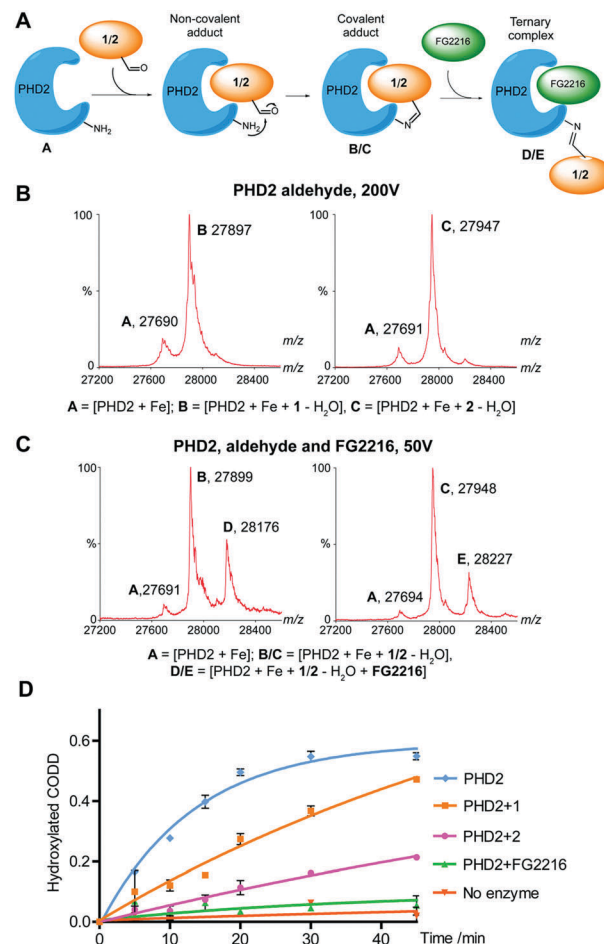 A
Non-covalent
adduct
Covalent
adduct
Ternary
complex
1/2
O
PHD2
NH₂
A
PHD2
1/2
O
NH₂
PHD2
1/2
N
B/C
FG2216
PHD2
FG2216
N
1/2
D/E
B
PHD2 aldehyde, 200V
100
%
0
B 27897
A, 27690
m/z
m/z
27200 27600 28000 28400
C, 27947
A, 27691
m/z
m/z
27200 27600 28000 28400
A = [PHD2 + Fe]; B = [PHD2 + Fe + 1 - H₂O], C = [PHD2 + Fe + 2 - H₂O]
C
PHD2, aldehyde and FG2216, 50V
100
%
0
B, 27899
D, 28176
A,27691
m/z
27200 27600 28000 28400
100
%
0
C, 27948
E, 28227
A, 27694
m/z
27200 27600 28000 28400
A = [PHD2 + Fe]; B/C = [PHD2 + Fe + 1/2 - H₂O],
D/E = [PHD2 + Fe + 1/2 - H₂O + FG2216]
D
Hydroxylated CODD
0.6
0.4
0.2
0.0
0 10 20 30 40
Time /min
PHD2
PHD2+1
PHD2+2
PHD2+FG2216
No enzyme